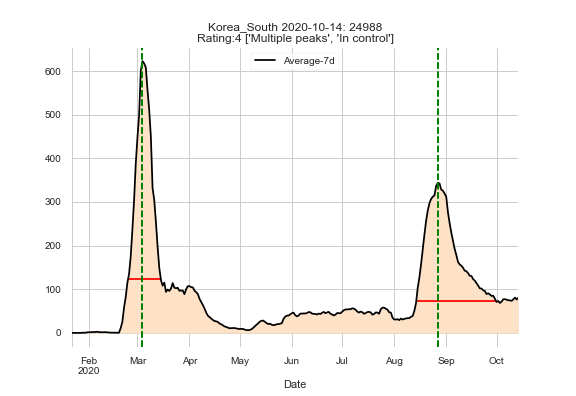 Korea_South 2020-10-14: 24988
Rating:4 ['Multiple peaks', 'In control']
Average-7d
600
500
400
300
200
100
0
Feb
2020
Mar
Apr
May
Jun
Jul
Aug
Sep
Oct
Date